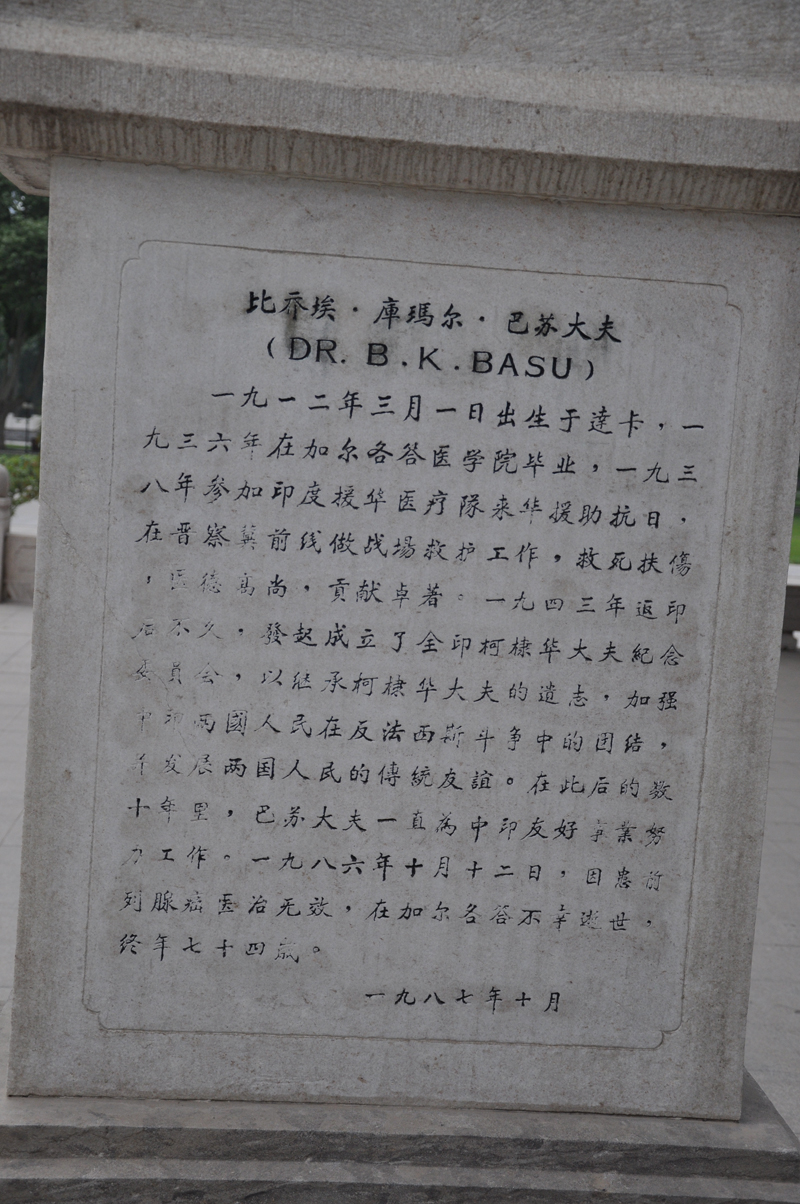 比乔埃·庫瑪尔·巴苏大夫
(DR. B.K.BASU)
一九一二年三月一日出生于達卡，一
九三六年在加尔各答医学院毕业，一九三
八年参加印度援华医疗隊来华援助抗日，
在晋察冀前线做战場救护工作，救死扶傷
，医德高尚，貢献卓著。一九四三年返印
后不久，發起成立了全印柯棣华大夫紀念
委員会，以继承柯棣华大夫的遺志，加强
中印两國人民在反法西斯斗争中的团结，
并发展两国人民的傳統友誼。在此后的数
十年里，巴苏大夫一直為中印友好事業努
力工作。一九八六年十月十二日，因患前
列腺癌医治无效，在加尔各答不幸逝世，
终年七十四歲。
一九八七年十月